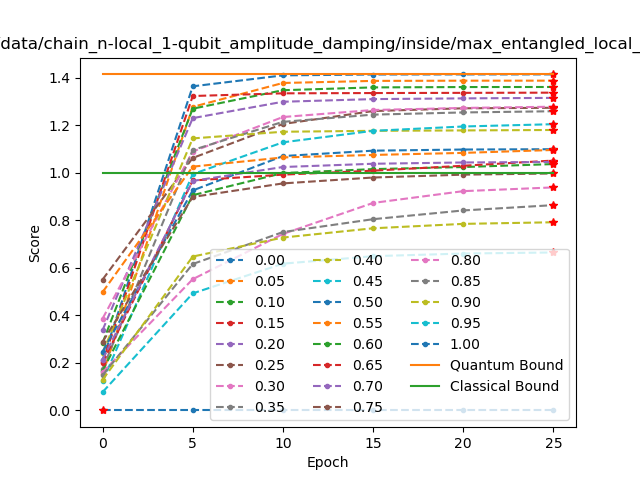 /data/chain_n-local_1-qubit_amplitude_damping/inside/max_entangled_local_
Score
1.4
1.2
1.0
0.8
0.6
0.4
0.2
0.0
0.00 0.40 0.80
0.05 0.45 0.85
0.10 0.50 0.90
0.15 0.55 0.95
0.20 0.60 1.00
0.25 0.65 Quantum Bound
0.30 0.70 Classical Bound
0.35 0.75
0 5 10 15 20 25
Epoch